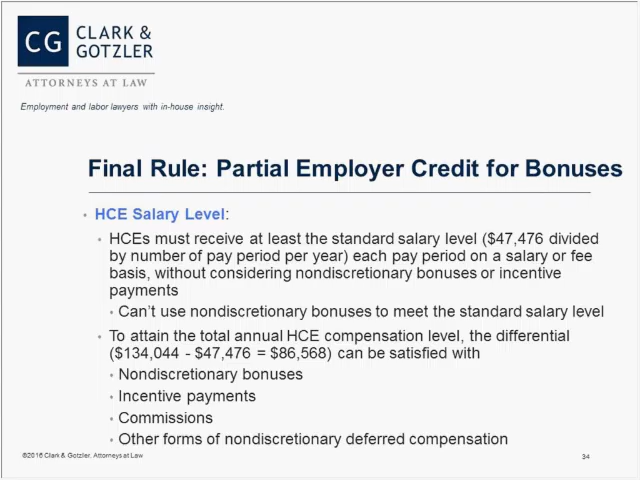 CG
CLARK &
GOTZLER
ATTORNEYS AT LAW
Employment and labor lawyers with in-house insight.
Final Rule: Partial Employer Credit for Bonuses
• HCE Salary Level:
• HCEs must receive at least the standard salary level ($47,476 divided
by number of pay period per year) each pay period on a salary or fee
basis, without considering nondiscretionary bonuses or incentive
payments
• Can’t use nondiscretionary bonuses to meet the standard salary level
• To attain the total annual HCE compensation level, the differential
($134,044 - $47,476 = $86,568) can be satisfied with
• Nondiscretionary bonuses
• Incentive payments
• Commissions
• Other forms of nondiscretionary deferred compensation
©2016 Clark & Gotzler, Attorneys at Law
34